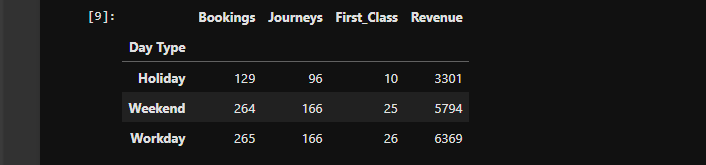 [9]:
Bookings Journeys First_Class Revenue
Day Type
Holiday 129 96 10 3301
Weekend 264 166 25 5794
Workday 265 166 26 6369